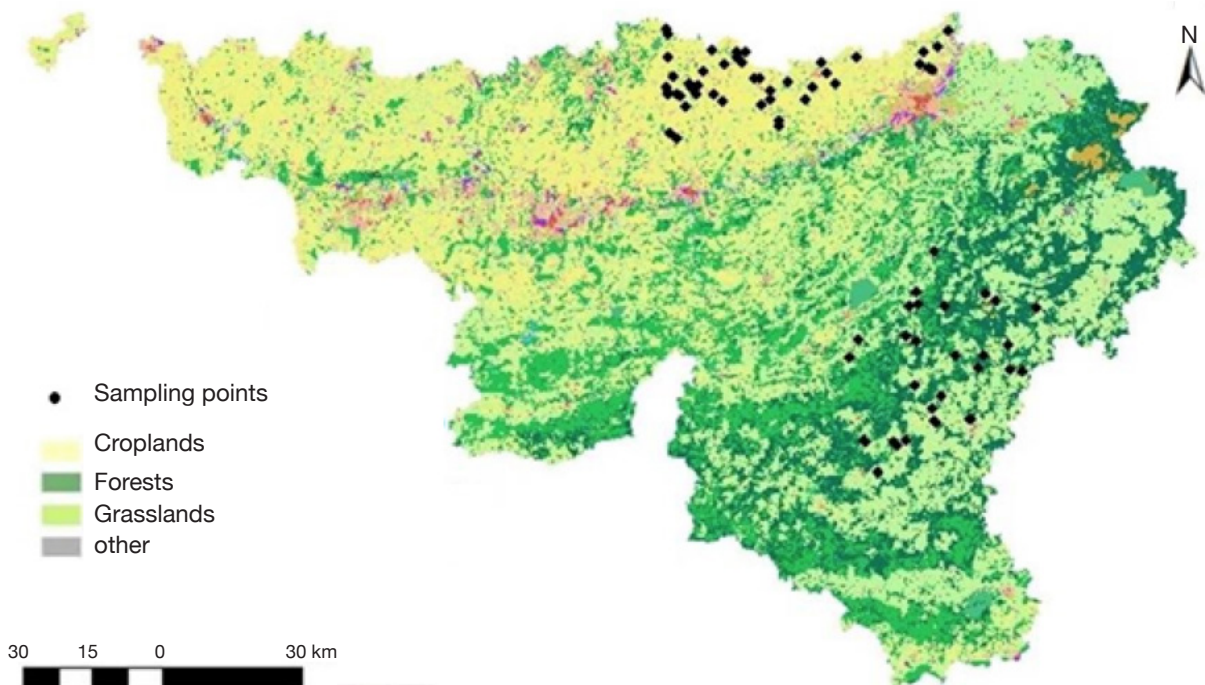 N
Sampling points
Croplands
Forests
Grasslands
other
30 15 0 30 km